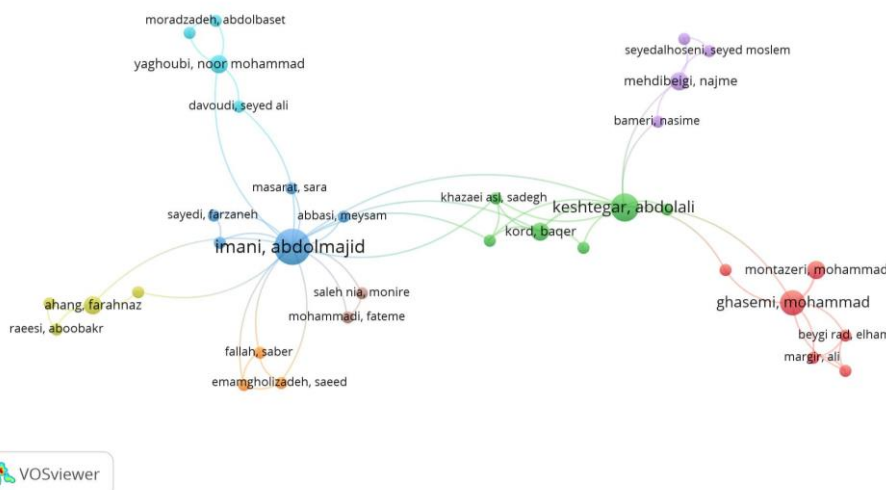 moradzadeh, abdolbaset
seyedalhoseni, seyed moslem
yaghoubi, noor mohammad
mehdibeigi, najme
davoudi, seyed ali
bameri, nasime
masarat, sara
khazaei asi, sadegh
keshtegar, abdolali
sayedi, farzaneh
abbasi, meysam
kord, baqer
imani, abdolmajid
montazeri, mohammad
saleh nia, monire
ahang, farahnaz
ghasemi, mohammad
mohammadi, fateme
raeesi, aboobakr
beygi rad, elham
fallah, saber
margir, ali
emamgholizadeh, saeed
VOSviewer